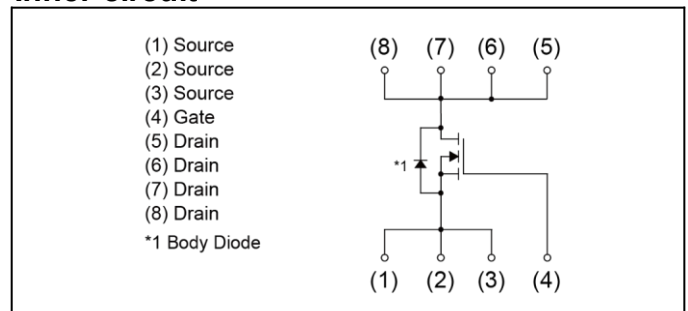 Inner circuit
(1) Source
(2) Source
(3) Source
(4) Gate
(5) Drain
(6) Drain
(7) Drain
(8) Drain
*1 Body Diode
(8) (7) (6) (5)
*1
(1) (2) (3) (4)